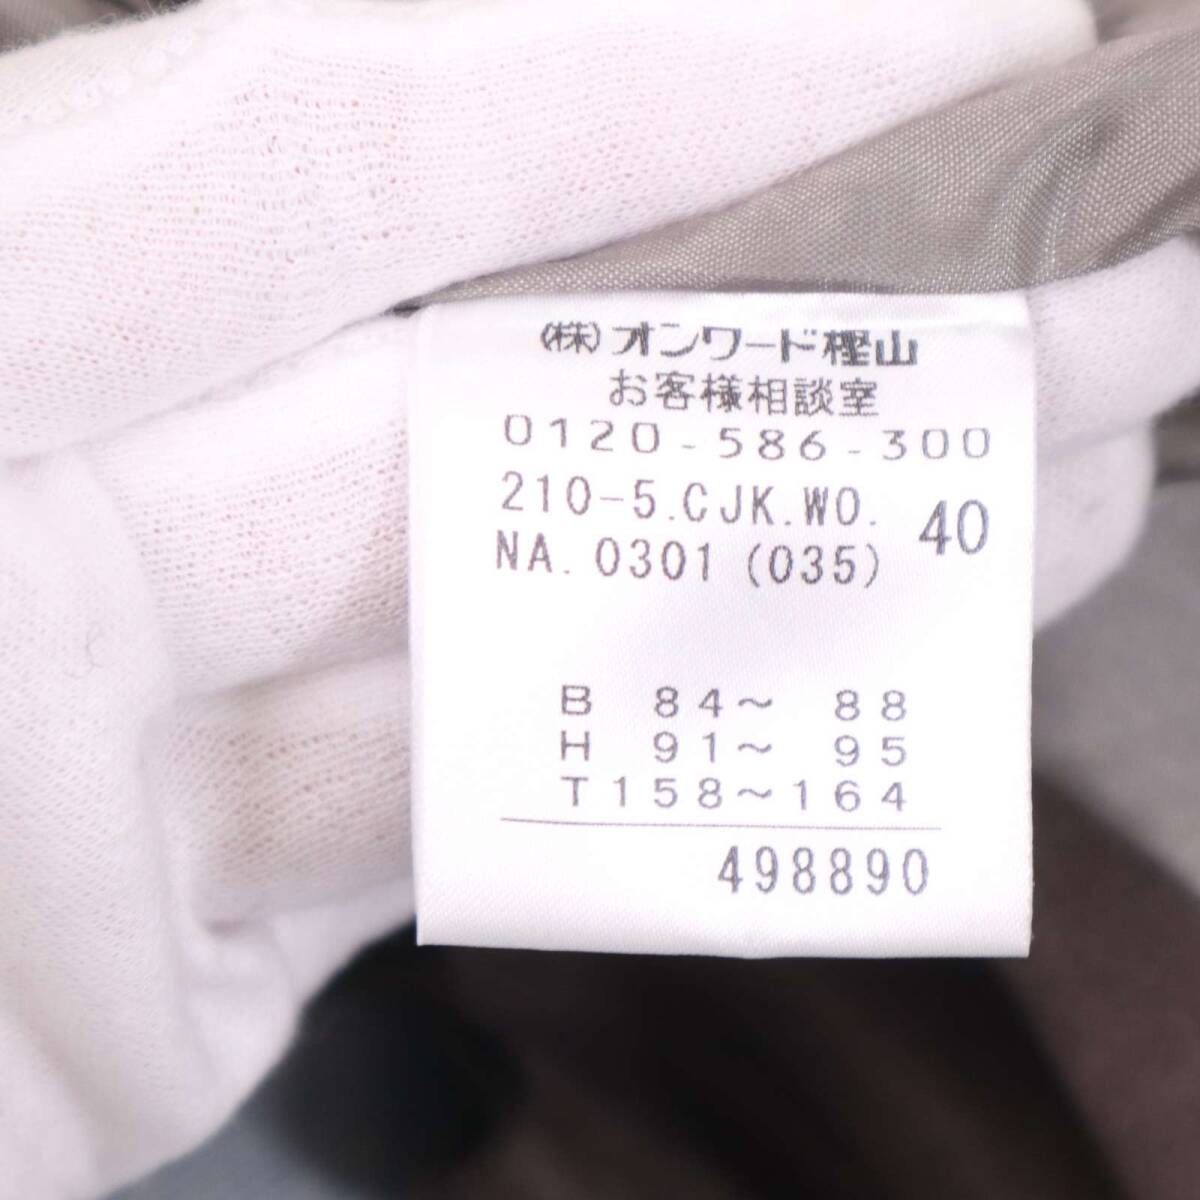 (株)オンワード樫山
お客様相談室
0120-586-300
210-5.CJK.WO. 40
NA. 0301 (035)
B 84～ 88
H 91～ 95
T158～164
498890